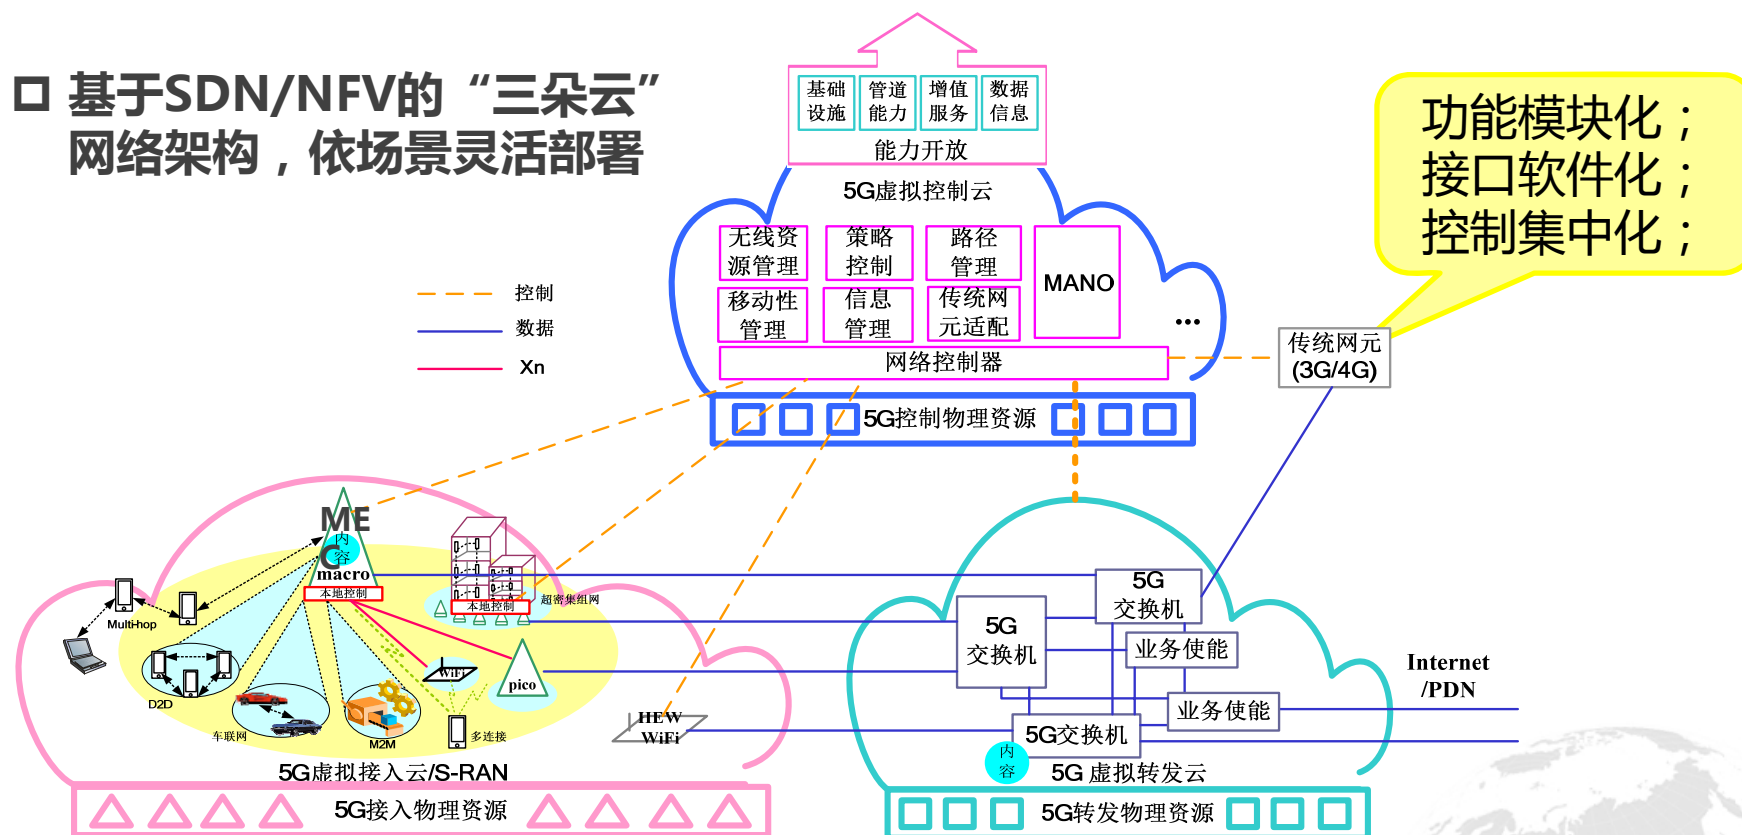 基于SDN/NFV的“三朵云”
网络架构，依场景灵活部署
基础
设施
管道
能力
增值
服务
数据
信息
能力开放
5G虚拟控制云
功能模块化；
接口软件化；
控制集中化；
无线资
源管理
策略
控制
路径
管理
MANO
移动性
管理
信息
管理
传统网
元适配
...
网络控制器
传统网元
(3G/4G)
控制
数据
Xn
5G控制物理资源
MEC
内容
macro
本地控制
本地控制
超密集组网
Multi-hop
D2D
车联网
M2M
WiFi
pico
多连接
HEW
WiFi
5G虚拟接入云/S-RAN
5G接入物理资源
5G
交换机
5G
交换机
业务使能
业务使能
5G交换机
内容
Internet
/PDN
5G 虚拟转发云
5G转发物理资源